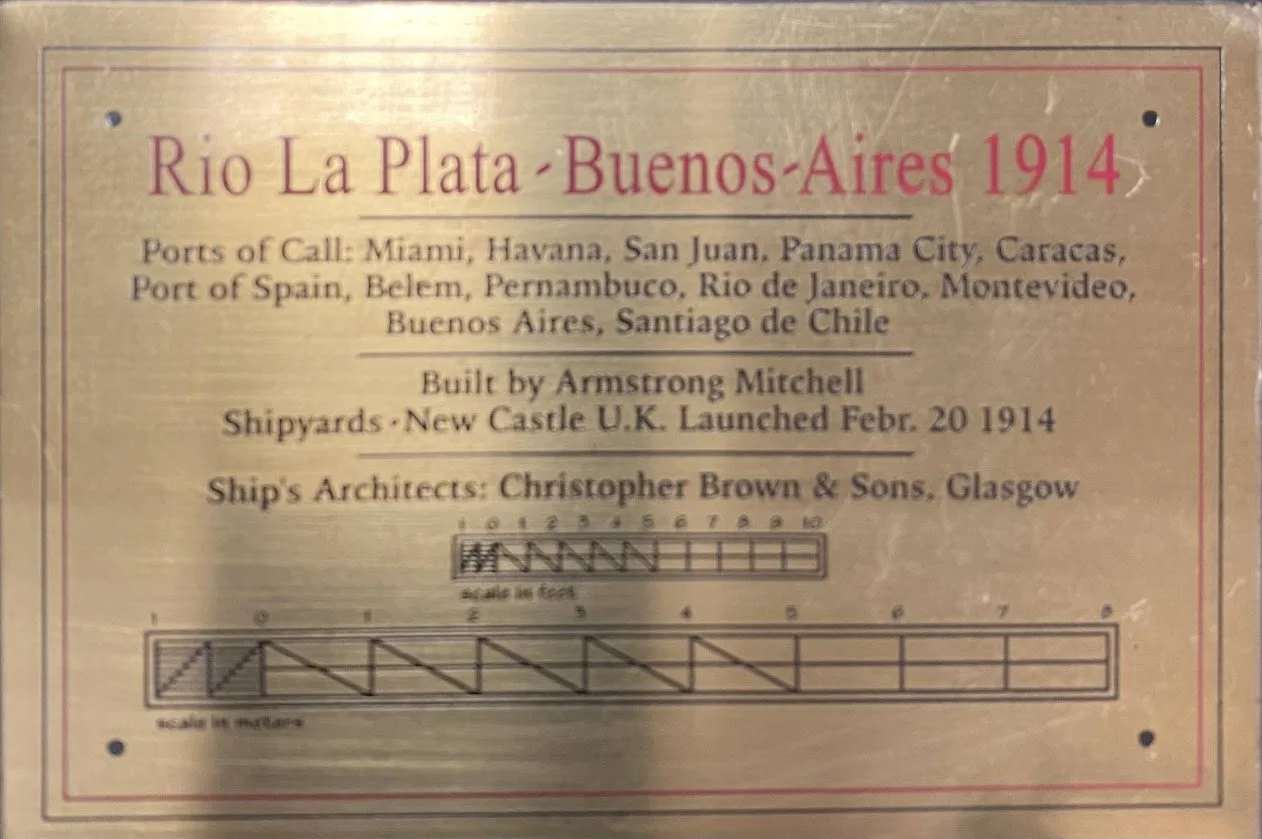 Rio La Plata - Buenos-Aires 1914
Ports of Call: Miami, Havana, San Juan, Panama City, Caracas,
Port of Spain, Belem, Pernambuco, Rio de Janeiro, Montevideo,
Buenos Aires, Santiago de Chile
Built by Armstrong Mitchell
Shipyards - New Castle U.K. Launched Febr. 20 1914
Ship's Architects: Christopher Brown & Sons, Glasgow
1 0 1 2 3 4 5 6 7 8 9 10
scale in feet
1 0 1 2 3 4 5 6 7 8
scale in meters